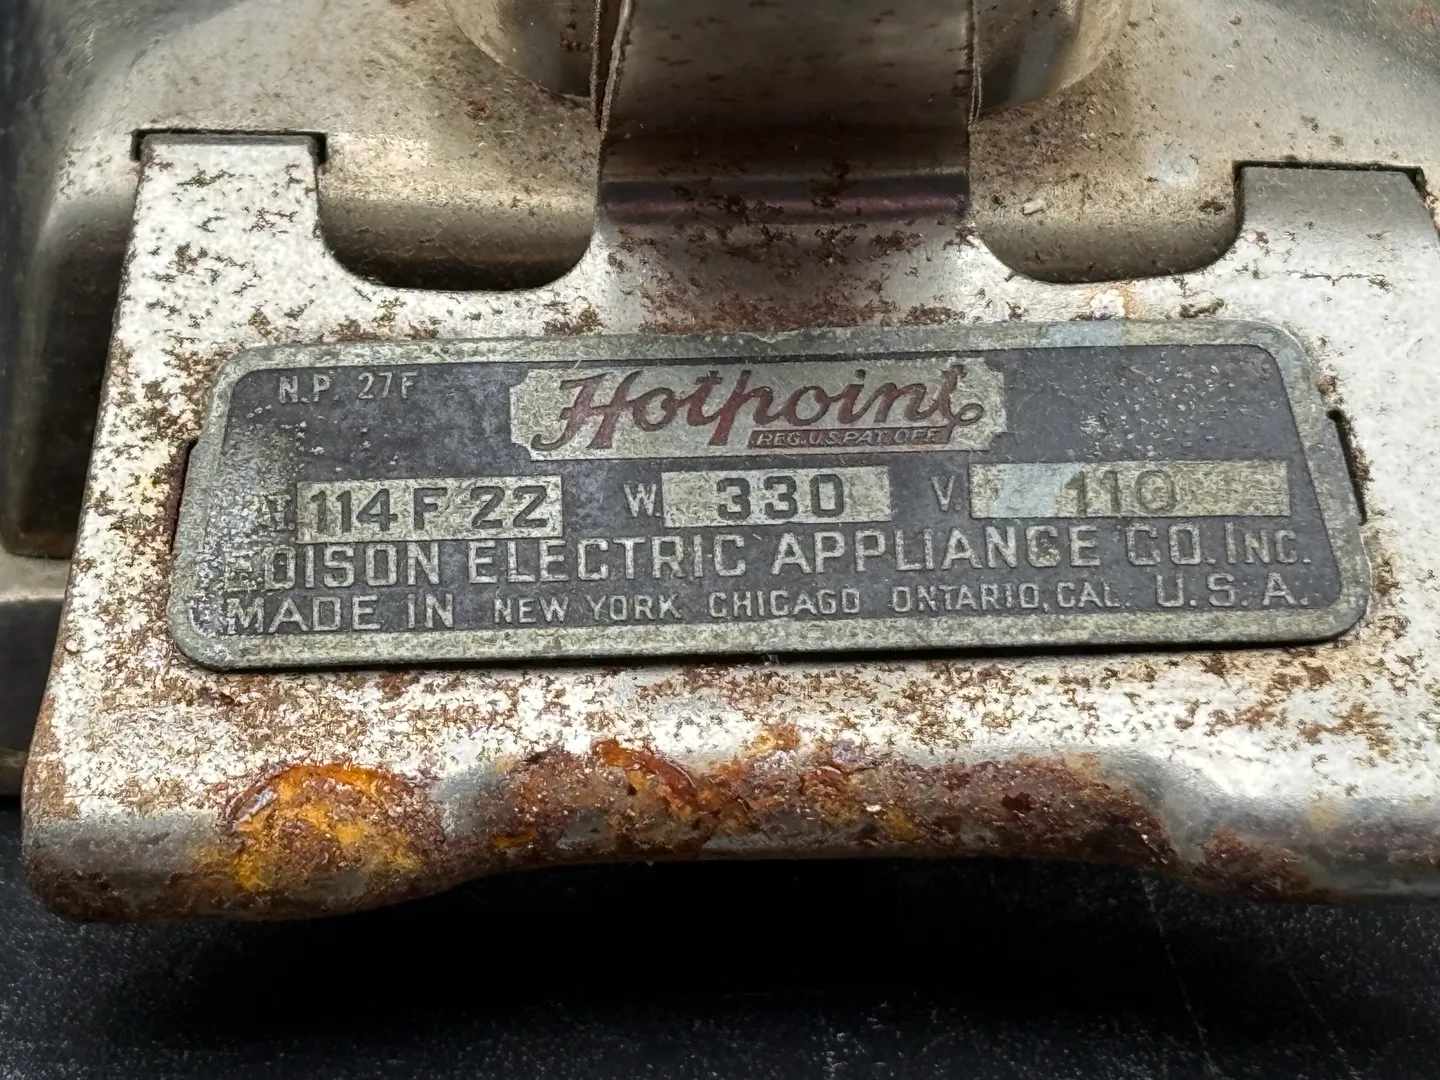 N.P. 27F
Hotpoint
REG.U.S.PAT.OFF.
114 F 22 W. 330 V. 110
EDISON ELECTRIC APPLIANCE CO. INC.
MADE IN NEW YORK CHICAGO ONTARIO, CAL. U.S.A.